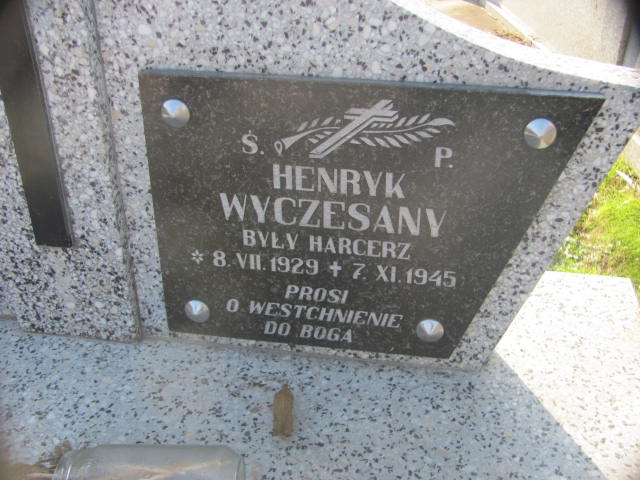 Ś. P.
HENRYK
WYCZESANY
BYŁY HARCERZ
* 8. VII. 1929 + 7. XI. 1945
PROSI
O WESTCHNIENIE
DO BOGA